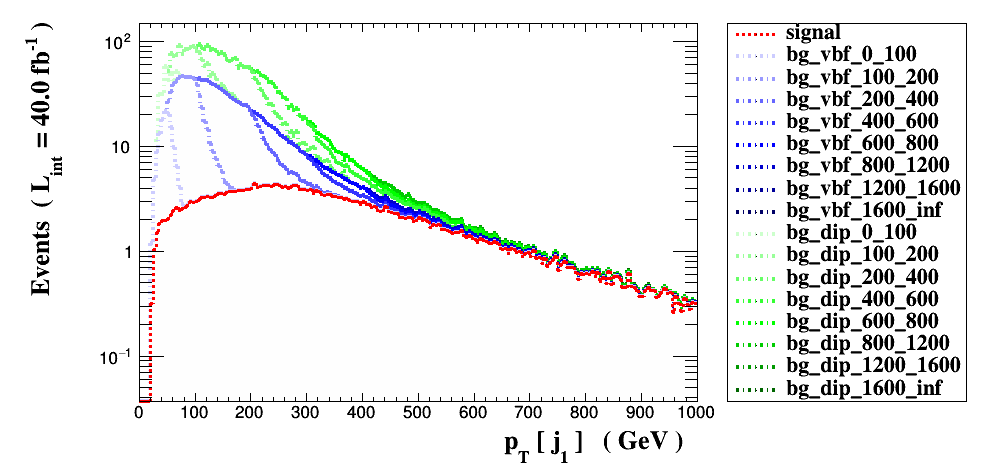 Events ( L_int = 40.0 fb^-1 )
10^2
10
1
10^-1
0 100 200 300 400 500 600 700 800 900 1000
p_T [ j_1 ] ( GeV )
signal
bg_vbf_0_100
bg_vbf_100_200
bg_vbf_200_400
bg_vbf_400_600
bg_vbf_600_800
bg_vbf_800_1200
bg_vbf_1200_1600
bg_vbf_1600_inf
bg_dip_0_100
bg_dip_100_200
bg_dip_200_400
bg_dip_400_600
bg_dip_600_800
bg_dip_800_1200
bg_dip_1200_1600
bg_dip_1600_inf